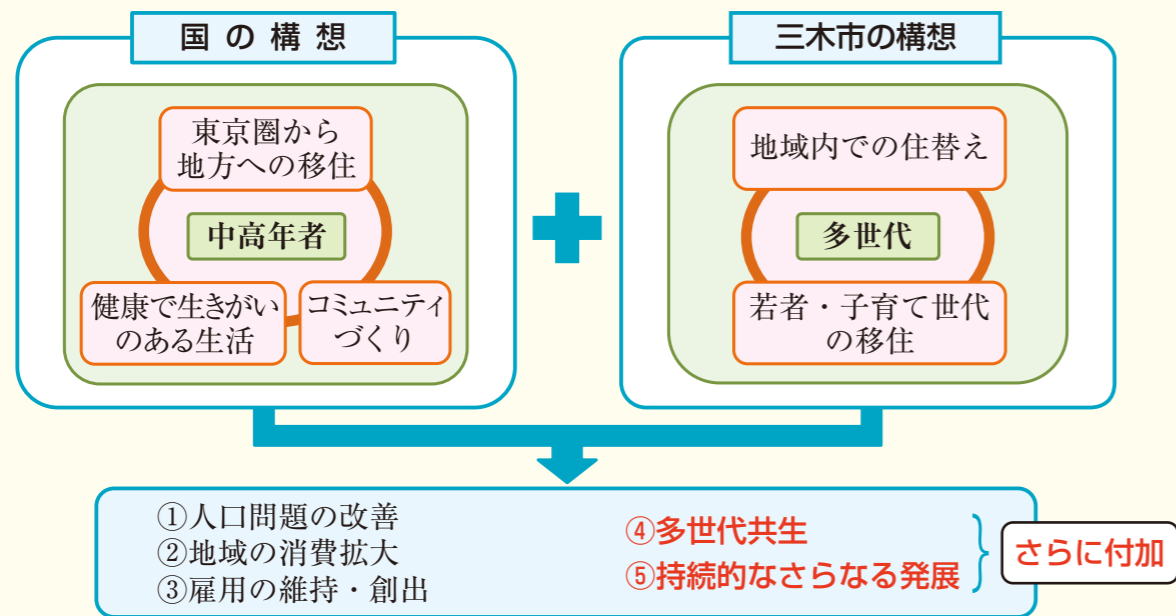 国の構想
東京圏から
地方への移住
中高年者
健康で生きがい
のある生活
コミュニティ
づくり
三木市の構想
地域内での住替え
多世代
若者・子育て世代
の移住
①人口問題の改善
②地域の消費拡大
③雇用の維持・創出
④多世代共生
⑤持続的なさらなる発展
さらに付加